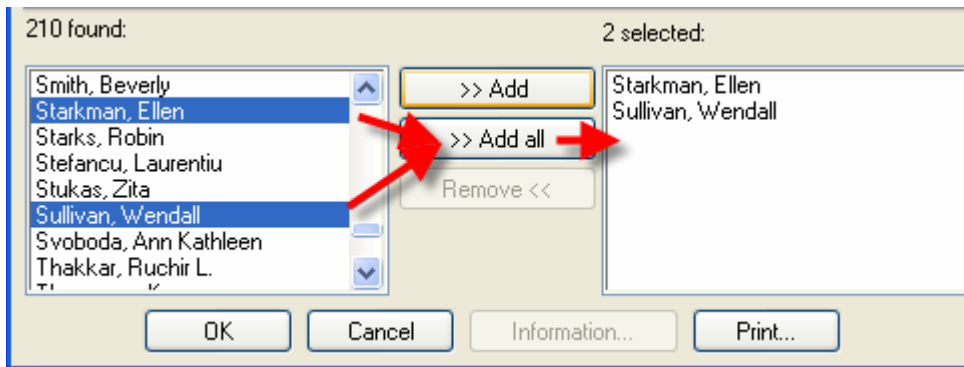 210 found:
2 selected:
Smith, Beverly
Starkman, Ellen
Starks, Robin
Stefancu, Laurentiu
Stukas, Zita
Sullivan, Wendall
Svoboda, Ann Kathleen
Thakkar, Ruchir L.
>> Add
>> Add all
Remove <<
Starkman, Ellen
Sullivan, Wendall
OK
Cancel
Information...
Print...